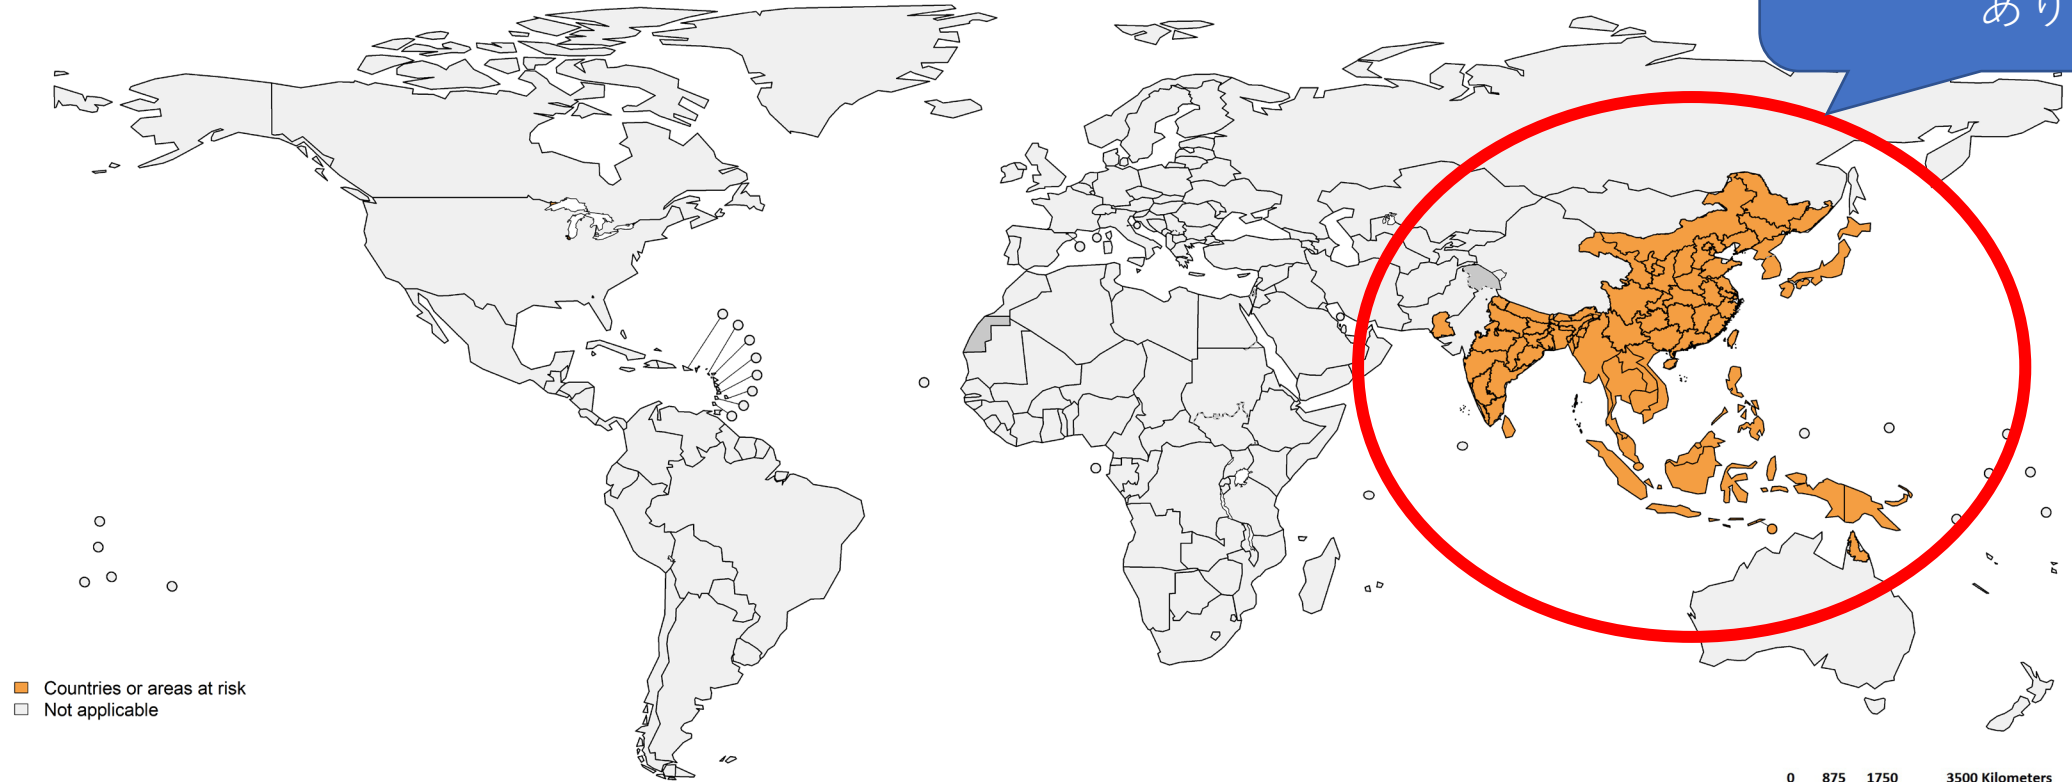 あり
Countries or areas at risk
Not applicable
0 875 1750 3500 Kilometers